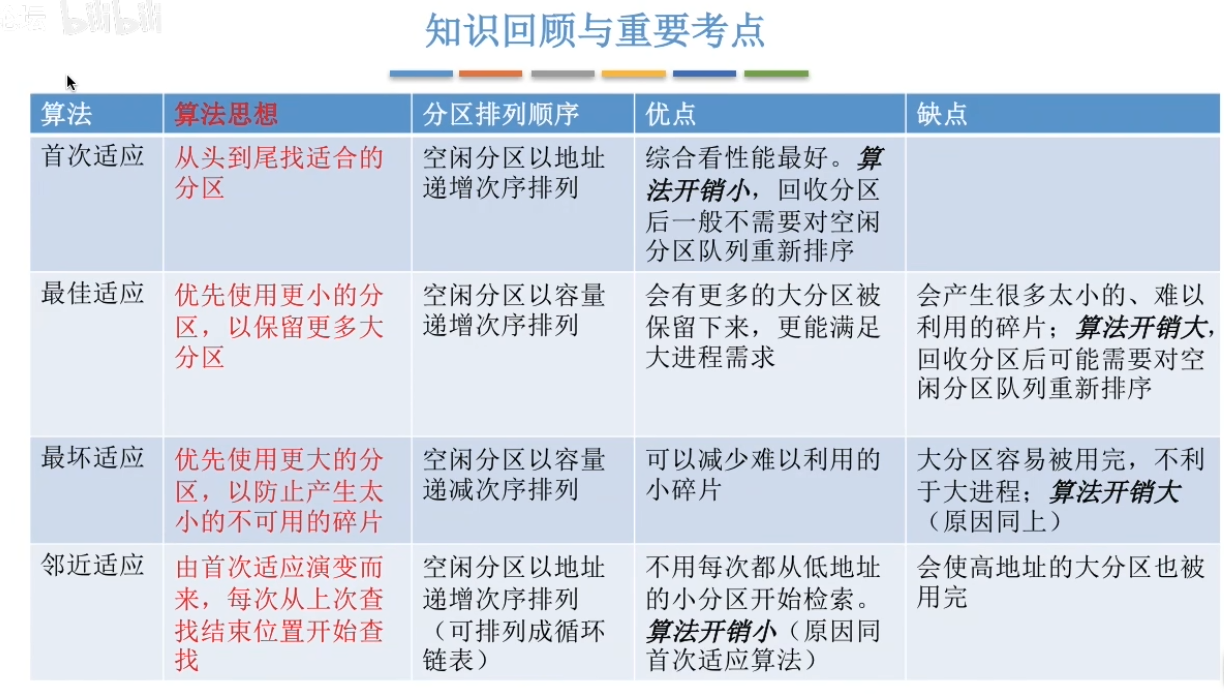 bilibili
知识回顾与重要考点
算法
算法思想
分区排列顺序
优点
缺点
首次适应
从头到尾找适合的
分区
空闲分区以地址
递增次序排列
综合看性能最好。算
法开销小，回收分区
后一般不需要对空闲
分区队列重新排序
最佳适应
优先使用更小的分
区，以保留更多大
分区
空闲分区以容量
递增次序排列
会有更多的大分区被
保留下来，更能满足
大进程需求
会产生很多太小的、难以
利用的碎片；算法开销大，
回收分区后可能需要对空
闲分区队列重新排序
最坏适应
优先使用更大的分
区，以防止产生太
小的不可用的碎片
空闲分区以容量
递减次序排列
可以减少难以利用的
小碎片
大分区容易被用完，不利
于大进程；算法开销大
（原因同上）
邻近适应
由首次适应演变而
来，每次从上次查
找结束位置开始查
找
空闲分区以地址
递增次序排列
（可排列成循环
链表）
不用每次都从低地址
的小分区开始检索。
算法开销小（原因同
首次适应算法）
会使高地址的大分区也被
用完